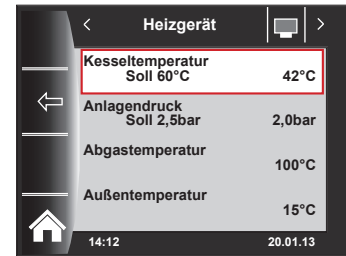 < Heizgerät >
Kesseltemperatur
Soll 60°C 42°C
Anlagendruck
Soll 2,5bar 2,0bar
Abgastemperatur
100°C
Außentemperatur
15°C
14:12 20.01.13